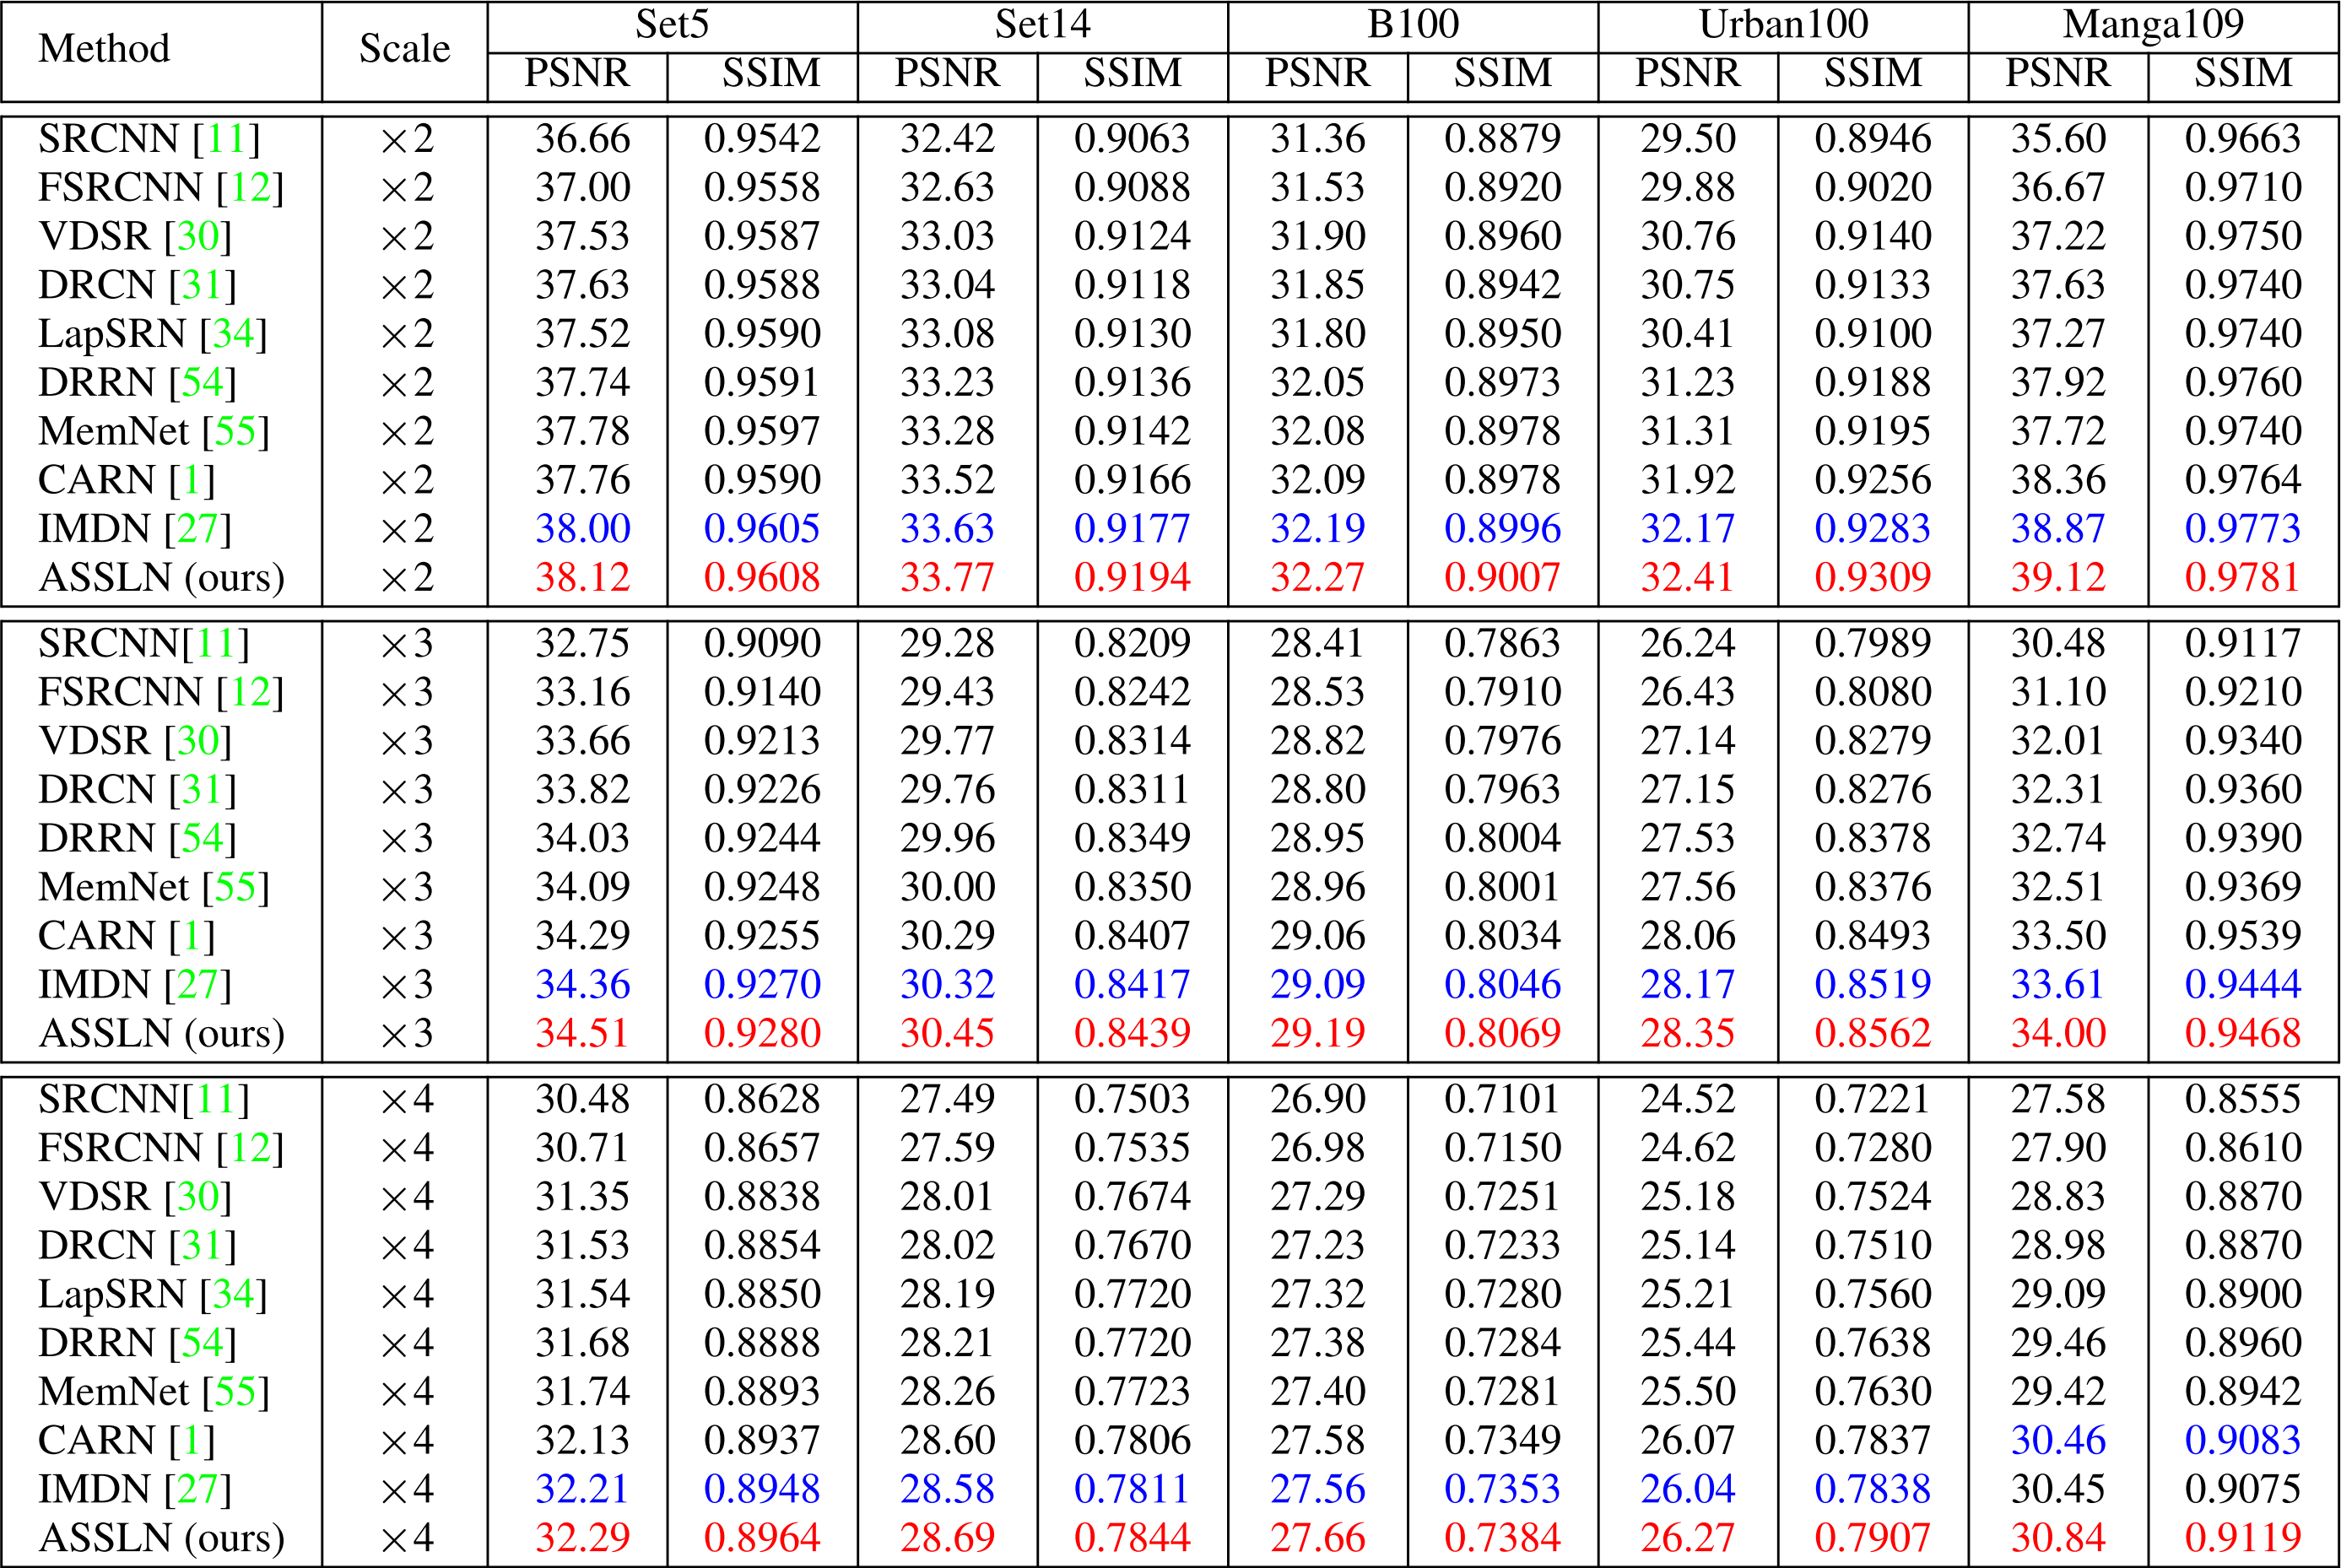 Method Scale Set5 Set14 B100 Urban100 Manga109
PSNR SSIM PSNR SSIM PSNR SSIM PSNR SSIM PSNR SSIM
SRCNN [11] ×2 36.66 0.9542 32.42 0.9063 31.36 0.8879 29.50 0.8946 35.60 0.9663
FSRCNN [12] ×2 37.00 0.9558 32.63 0.9088 31.53 0.8920 29.88 0.9020 36.67 0.9710
VDSR [30] ×2 37.53 0.9587 33.03 0.9124 31.90 0.8960 30.76 0.9140 37.22 0.9750
DRCN [31] ×2 37.63 0.9588 33.04 0.9118 31.85 0.8942 30.75 0.9133 37.63 0.9740
LapSRN [34] ×2 37.52 0.9590 33.08 0.9130 31.80 0.8950 30.41 0.9100 37.27 0.9740
DRRN [54] ×2 37.74 0.9591 33.23 0.9136 32.05 0.8973 31.23 0.9188 37.92 0.9760
MemNet [55] ×2 37.78 0.9597 33.28 0.9142 32.08 0.8978 31.31 0.9195 37.72 0.9740
CARN [1] ×2 37.76 0.9590 33.52 0.9166 32.09 0.8978 31.92 0.9256 38.36 0.9764
IMDN [27] ×2 38.00 0.9605 33.63 0.9177 32.19 0.8996 32.17 0.9283 38.87 0.9773
ASSLN (ours) ×2 38.12 0.9608 33.77 0.9194 32.27 0.9007 32.41 0.9309 39.12 0.9781
SRCNN[11] ×3 32.75 0.9090 29.28 0.8209 28.41 0.7863 26.24 0.7989 30.48 0.9117
FSRCNN [12] ×3 33.16 0.9140 29.43 0.8242 28.53 0.7910 26.43 0.8080 31.10 0.9210
VDSR [30] ×3 33.66 0.9213 29.77 0.8314 28.82 0.7976 27.14 0.8279 32.01 0.9340
DRCN [31] ×3 33.82 0.9226 29.76 0.8311 28.80 0.7963 27.15 0.8276 32.31 0.9360
DRRN [54] ×3 34.03 0.9244 29.96 0.8349 28.95 0.8004 27.53 0.8378 32.74 0.9390
MemNet [55] ×3 34.09 0.9248 30.00 0.8350 28.96 0.8001 27.56 0.8376 32.51 0.9369
CARN [1] ×3 34.29 0.9255 30.29 0.8407 29.06 0.8034 28.06 0.8493 33.50 0.9539
IMDN [27] ×3 34.36 0.9270 30.32 0.8417 29.09 0.8046 28.17 0.8519 33.61 0.9444
ASSLN (ours) ×3 34.51 0.9280 30.45 0.8439 29.19 0.8069 28.35 0.8562 34.00 0.9468
SRCNN[11] ×4 30.48 0.8628 27.49 0.7503 26.90 0.7101 24.52 0.7221 27.58 0.8555
FSRCNN [12] ×4 30.71 0.8657 27.59 0.7535 26.98 0.7150 24.62 0.7280 27.90 0.8610
VDSR [30] ×4 31.35 0.8838 28.01 0.7674 27.29 0.7251 25.18 0.7524 28.83 0.8870
DRCN [31] ×4 31.53 0.8854 28.02 0.7670 27.23 0.7233 25.14 0.7510 28.98 0.8870
LapSRN [34] ×4 31.54 0.8850 28.19 0.7720 27.32 0.7280 25.21 0.7560 29.09 0.8900
DRRN [54] ×4 31.68 0.8888 28.21 0.7720 27.38 0.7284 25.44 0.7638 29.46 0.8960
MemNet [55] ×4 31.74 0.8893 28.26 0.7723 27.40 0.7281 25.50 0.7630 29.42 0.8942
CARN [1] ×4 32.13 0.8937 28.60 0.7806 27.58 0.7349 26.07 0.7837 30.46 0.9083
IMDN [27] ×4 32.21 0.8948 28.58 0.7811 27.56 0.7353 26.04 0.7838 30.45 0.9075
ASSLN (ours) ×4 32.29 0.8964 28.69 0.7844 27.66 0.7384 26.27 0.7907 30.84 0.9119